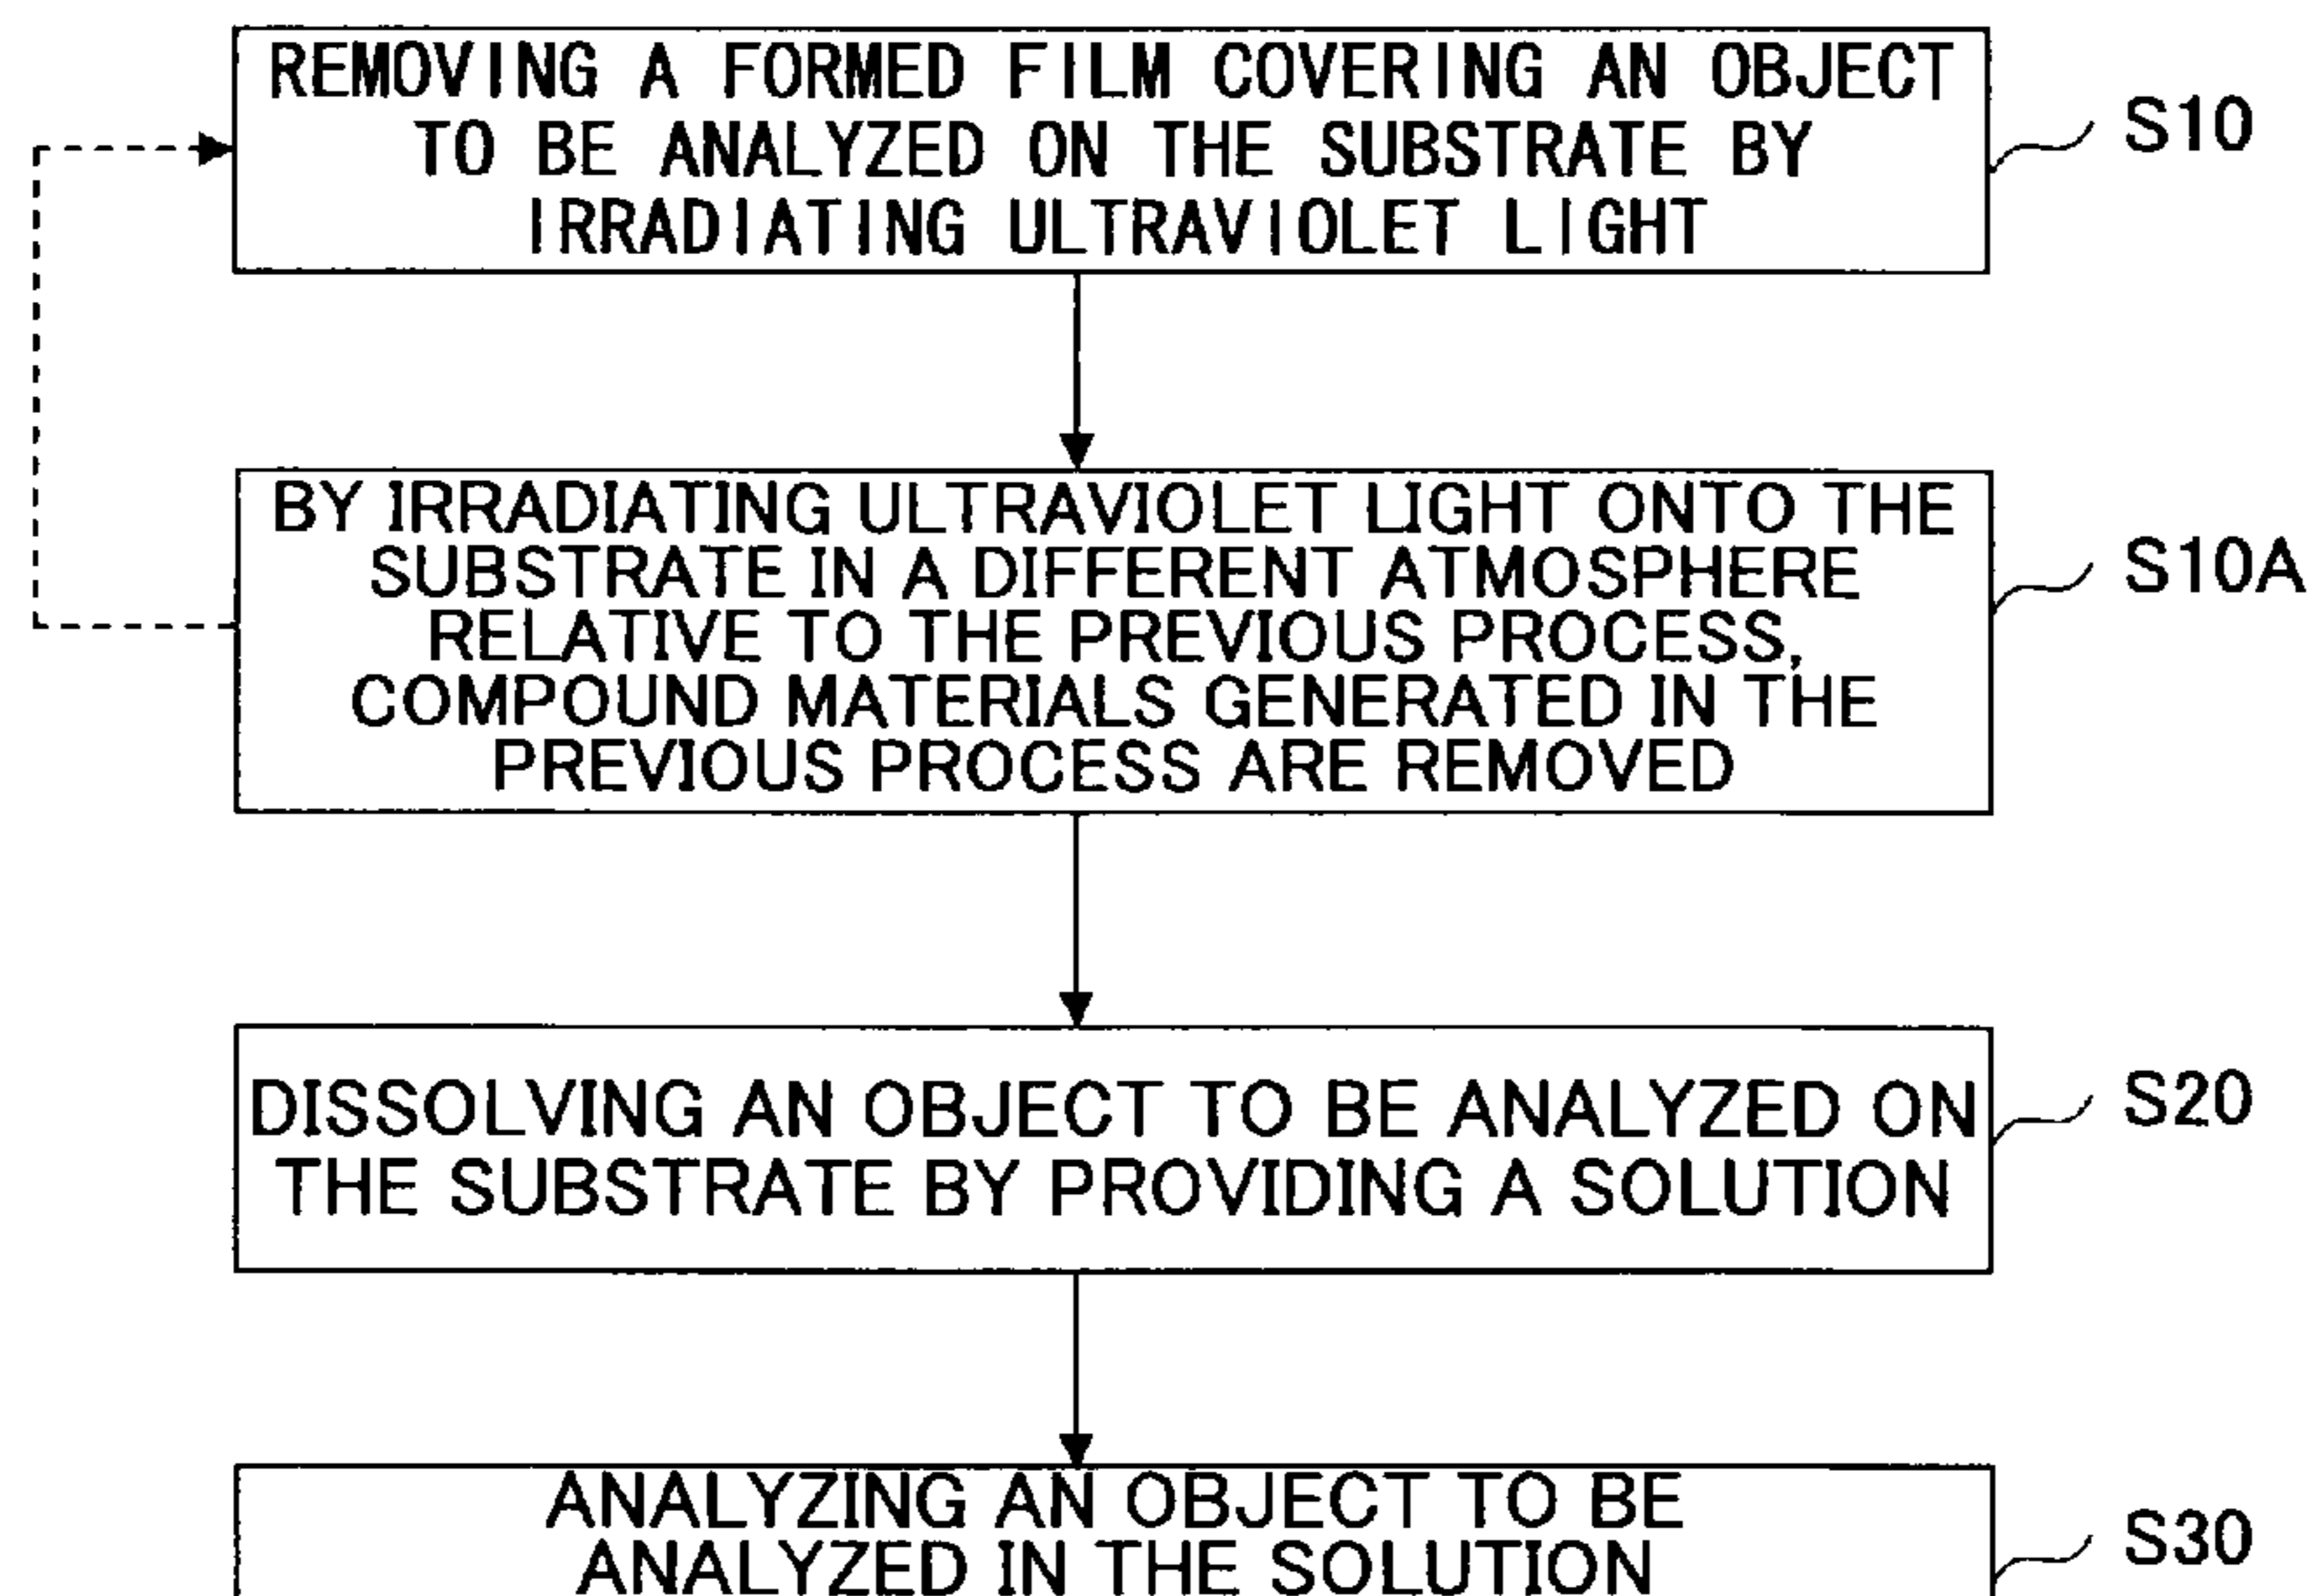 REMOVING A FORMED FILM COVERING AN OBJECT
TO BE ANALYZED ON THE SUBSTRATE BY
IRRADIATING ULTRAVIOLET LIGHT
S10
BY IRRADIATING ULTRAVIOLET LIGHT ONTO THE
SUBSTRATE IN A DIFFERENT ATMOSPHERE
RELATIVE TO THE PREVIOUS PROCESS,
COMPOUND MATERIALS GENERATED IN THE
PREVIOUS PROCESS ARE REMOVED
S10A
DISSOLVING AN OBJECT TO BE ANALYZED ON
THE SUBSTRATE BY PROVIDING A SOLUTION
S20
ANALYZING AN OBJECT TO BE
ANALYZED IN THE SOLUTION
S30